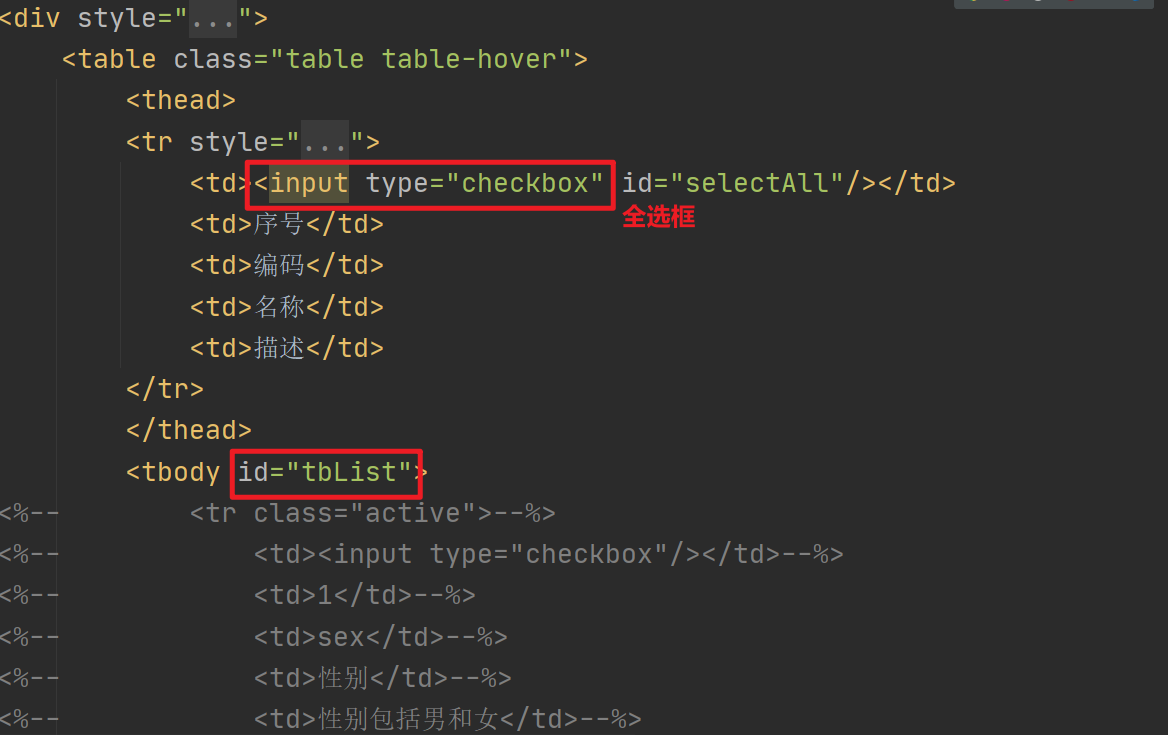 <div style="...">
<table class="table table-hover">
<thead>
<tr style="...">
<td><input type="checkbox" id="selectAll"/></td>
全选框
<td>序号</td>
<td>编码</td>
<td>名称</td>
<td>描述</td>
</tr>
</thead>
<tbody id="tbList">
<%-- <tr class="active">--%>
<%-- <td><input type="checkbox"/></td>--%>
<%-- <td>1</td>--%>
<%-- <td>sex</td>--%>
<%-- <td>性别</td>--%>
<%-- <td>性别包括男和女</td>--%>